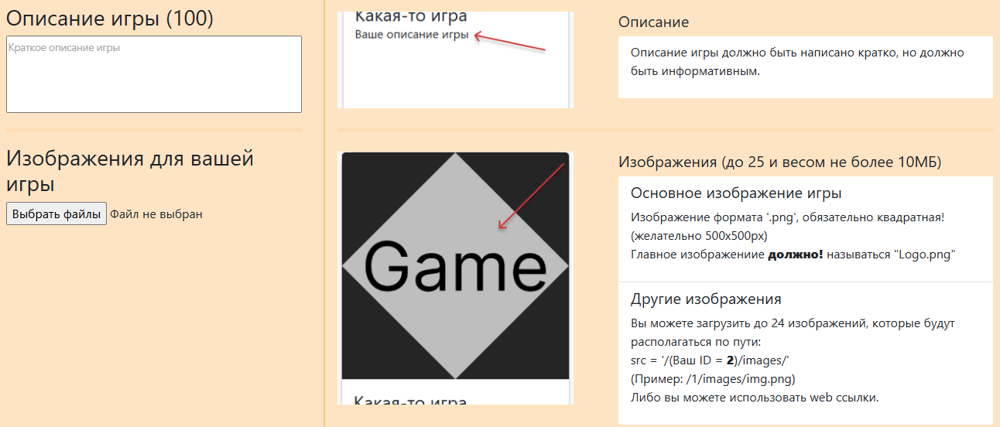 Описание игры (100)
Краткое описание игры
Какая-то игра
Ваше описание игры
Описание
Описание игры должно быть написано кратко, но должно
быть информативным.
Изображения для вашей
игры
Выбрать файлы Файл не выбран
Game
Какая-то игра
Изображения (до 25 и весом не более 10МБ)
Основное изображение игры
Изображение формата '.png', обязательно квадратная!
(желательно 500x500px)
Главное изображениие должно! называться "Logo.png"
Другие изображения
Вы можете загрузить до 24 изображений, которые будут
располагаться по пути:
src = '/(Ваш ID = 2)/images/'
(Пример: /1/images/img.png)
Либо вы можете использовать web ссылки.